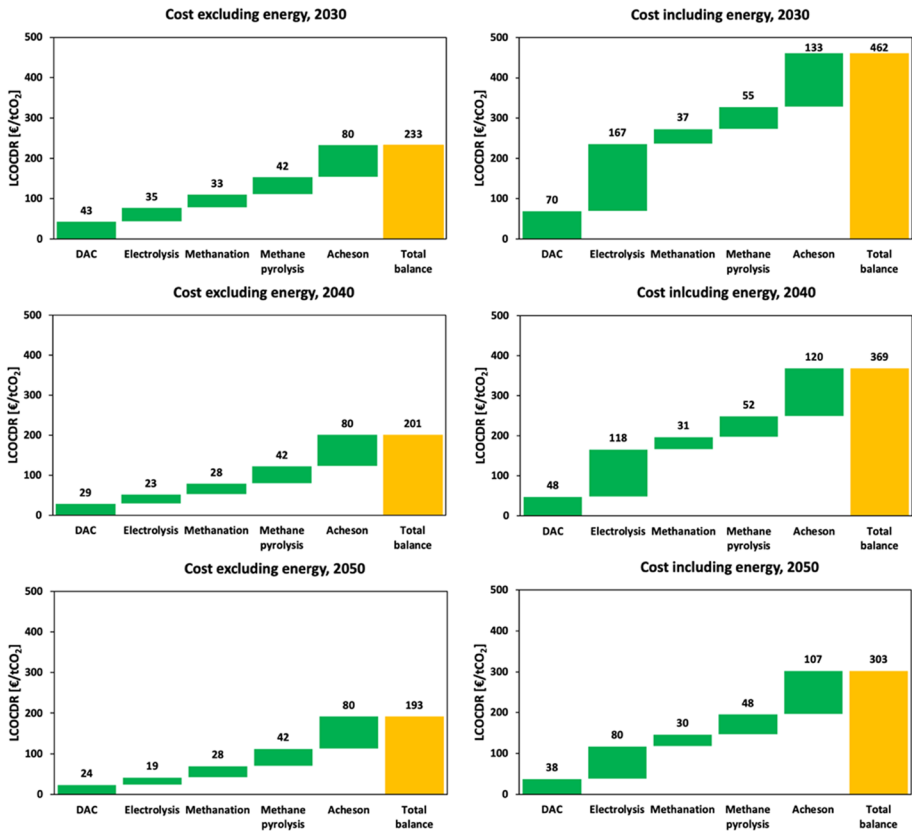 Cost excluding energy, 2030
LCOCDR [€/tCO₂]
500
400
300
200
100
0
43
35
33
42
80
233
DAC
Electrolysis
Methanation
Methane
pyrolysis
Acheson
Total
balance
Cost including energy, 2030
LCOCDR [€/tCO₂]
500
400
300
200
100
0
70
167
37
55
133
462
DAC
Electrolysis
Methanation
Methane
pyrolysis
Acheson
Total
balance
Cost excluding energy, 2040
LCOCDR [€/tCO₂]
500
400
300
200
100
0
29
23
28
42
80
201
DAC
Electrolysis
Methanation
Methane
pyrolysis
Acheson
Total
balance
Cost inlcuding energy, 2040
LCOCDR [€/tCO₂]
500
400
300
200
100
0
48
118
31
52
120
369
DAC
Electrolysis
Methanation
Methane
pyrolysis
Acheson
Total
balance
Cost excluding energy, 2050
LCOCDR [€/tCO₂]
500
400
300
200
100
0
24
19
28
42
80
193
DAC
Electrolysis
Methanation
Methane
pyrolysis
Acheson
Total
balance
Cost including energy, 2050
LCOCDR [€/tCO₂]
500
400
300
200
100
0
38
80
30
48
107
303
DAC
Electrolysis
Methanation
Methane
pyrolysis
Acheson
Total
balance